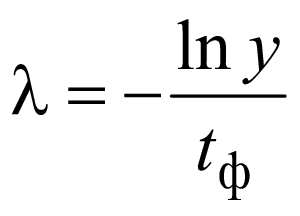 λ = − ln y / t_ф